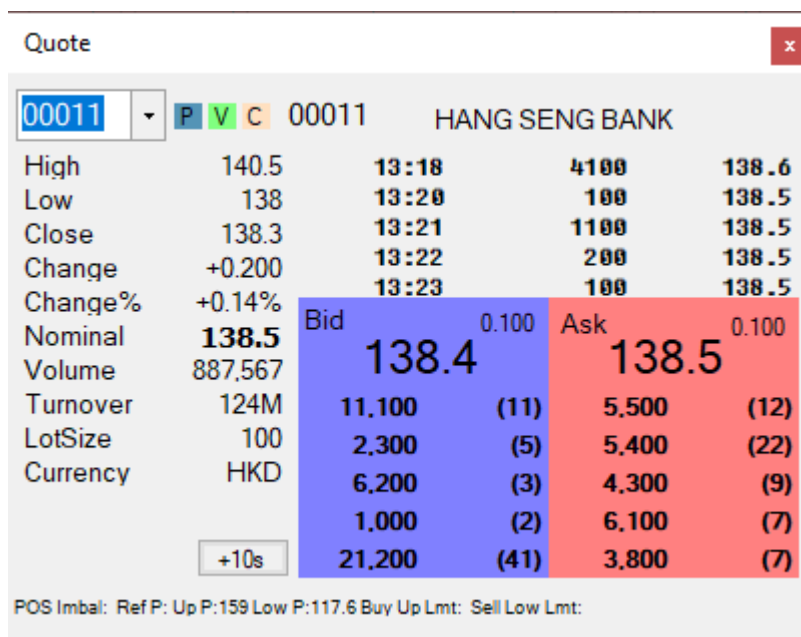 Quote x
00011 P V C 00011 HANG SENG BANK
High 140.5 13:18 4100 138.6
Low 138 13:20 100 138.5
Close 138.3 13:21 1100 138.5
Change +0.200 13:22 200 138.5
Change% +0.14% 13:23 100 138.5
Nominal 138.5 Bid 0.100 Ask 0.100
138.4 138.5
Volume 887,567
Turnover 124M 11,100 (11) 5,500 (12)
LotSize 100 2,300 (5) 5,400 (22)
Currency HKD 6,200 (3) 4,300 (9)
1,000 (2) 6,100 (7)
+10s 21,200 (41) 3,800 (7)
POS Imbal: Ref P: Up P:159 Low P:117.6 Buy Up Lmt: Sell Low Lmt: